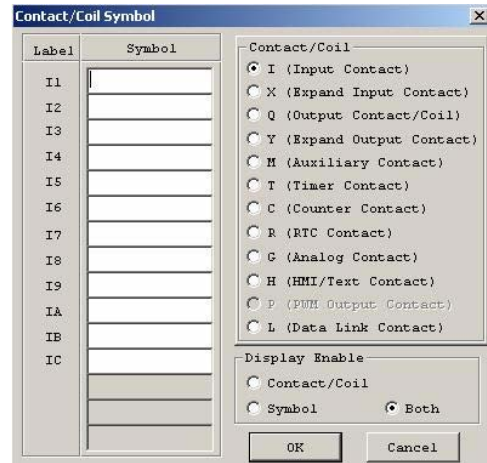 Contact/Coil Symbol
Label
Symbol
I1
I2
I3
I4
I5
I6
I7
I8
I9
IA
IB
IC
Contact/Coil
I (Input Contact)
X (Expand Input Contact)
Q (Output Contact/Coil)
Y (Expand Output Contact)
M (Auxiliary Contact)
T (Timer Contact)
C (Counter Contact)
R (RTC Contact)
G (Analog Contact)
H (HMI/Text Contact)
P (PWM Output Contact)
L (Data Link Contact)
Display Enable
Contact/Coil
Symbol
Both
OK
Cancel